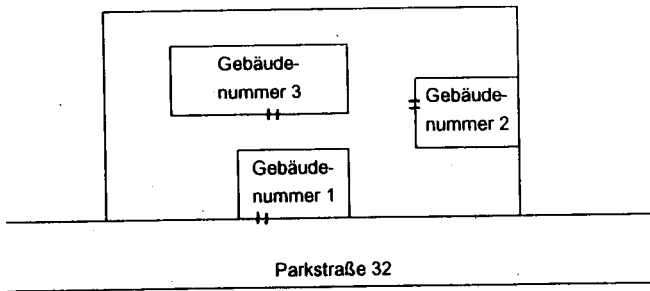 Gebäude-
nummer 3
Gebäude-
nummer 2
Gebäude-
nummer 1
Parkstraße 32